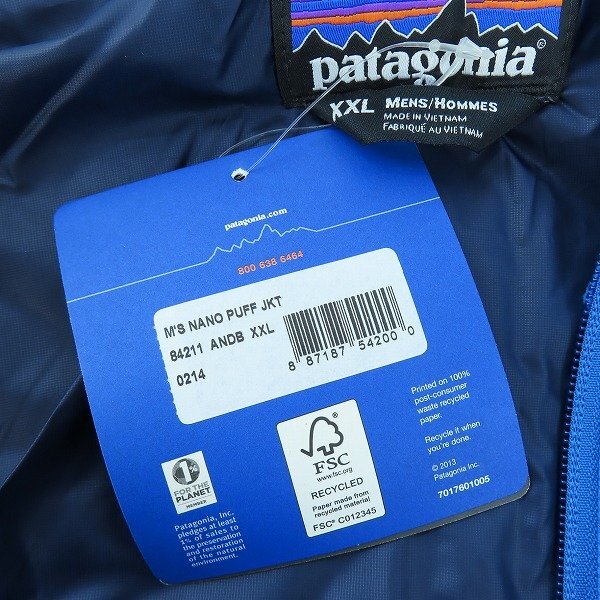 patagonia®
XXL MENS/HOMMES
MADE IN VIETNAM
FABRIQUÉ AU VIETNAM
patagonia.com
800 638 6464
M'S NANO PUFF JKT
84211 ANDB XXL
0214
8 87187 54200 0
Printed on 100%
post-consumer
waste recycled
paper.
Recycle it when
you're done.
© 2013
Patagonia Inc.
7017601005
1%
FOR THE
PLANET
MEMBER
Patagonia, Inc.
pledges at least
1% of sales to
the preservation
and restoration
of the natural
environment.
FSC
www.fsc.org
RECYCLED
Paper made from
recycled material
FSC® C012345